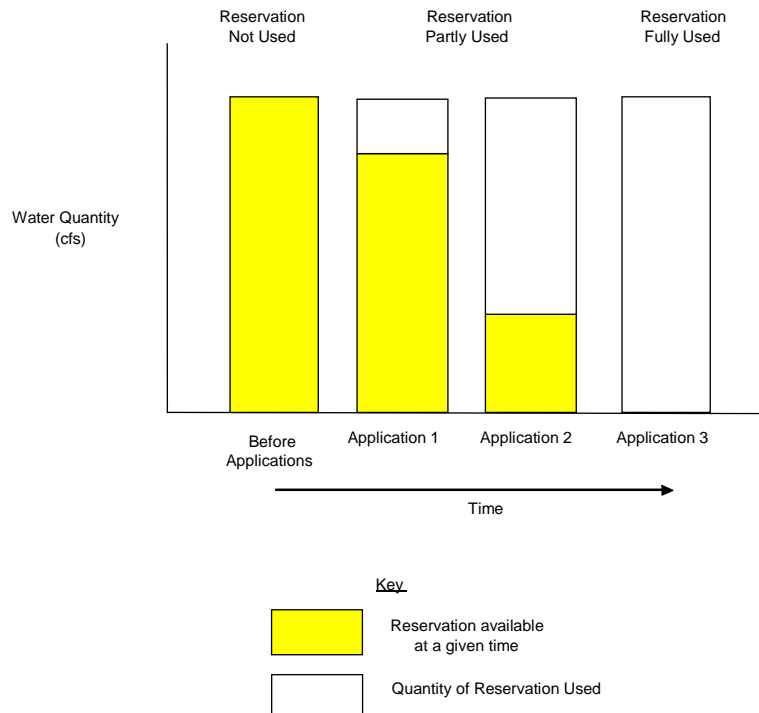 Reservation
Not Used
Reservation
Partly Used
Reservation
Fully Used
Water Quantity
(cfs)
Before
Applications
Application 1
Application 2
Application 3
Time
Key
Reservation available
at a given time
Quantity of Reservation Used